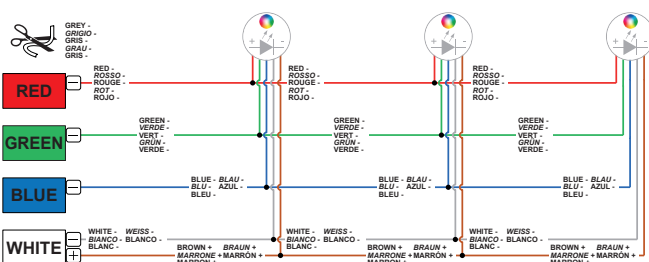 GREY -
GRIGIO -
GRIS -
GRAU -
GRIS -
+ -
+ -
+ -
RED -
ROSSO -
ROUGE -
ROT -
ROJO -
RED -
ROSSO -
ROUGE -
ROT -
ROJO -
RED -
ROSSO -
ROUGE -
ROT -
ROJO -
RED −
GREEN -
VERDE -
VERT -
GRÜN -
VERDE -
GREEN -
VERDE -
VERT -
GRÜN -
VERDE -
GREEN -
VERDE -
VERT -
GRÜN -
VERDE -
GREEN −
BLUE - BLAU -
BLU - AZUL -
BLEU -
BLUE - BLAU -
BLU - AZUL -
BLEU -
BLUE - BLAU -
BLU - AZUL -
BLEU -
BLUE −
WHITE - WEISS -
BIANCO - BLANCO -
BLANC -
WHITE - WEISS -
BIANCO - BLANCO -
BLANC -
WHITE - WEISS -
BIANCO - BLANCO -
BLANC -
WHITE − +
BROWN + BRAUN +
MARRONE + MARRÓN +
MARRON +
BROWN + BRAUN +
MARRONE + MARRÓN +
MARRON +
BROWN + BRAUN +
MARRONE + MARRÓN +
MARRON +